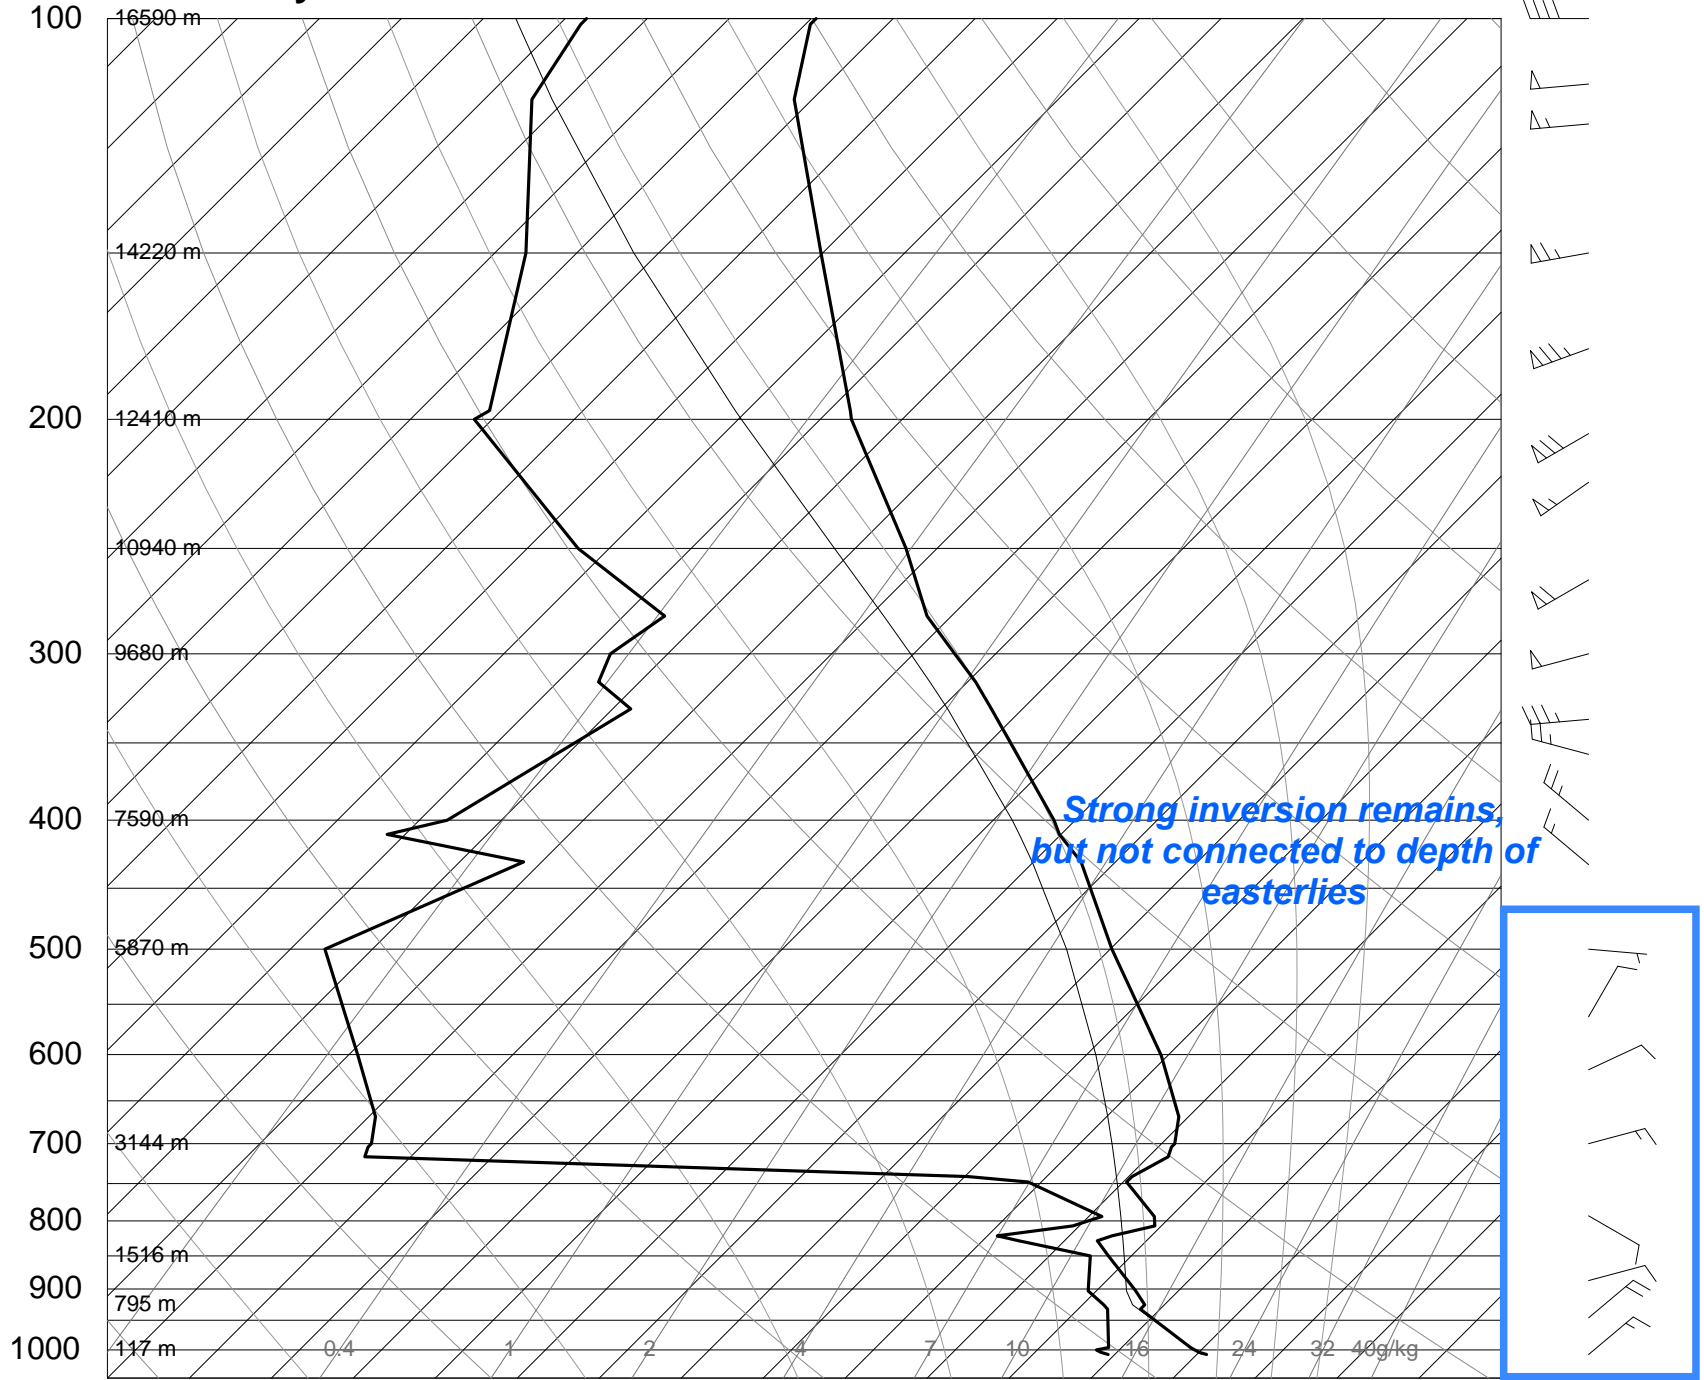 100
16590 m
14220 m
200
12410 m
10940 m
300
9680 m
400
7590 m
Strong inversion remains,
but not connected to depth of
easterlies
500
5870 m
600
700
3144 m
800
1516 m
900
795 m
1000
117 m
0.4 1 2 4 7 10 16 24 32 40g/kg